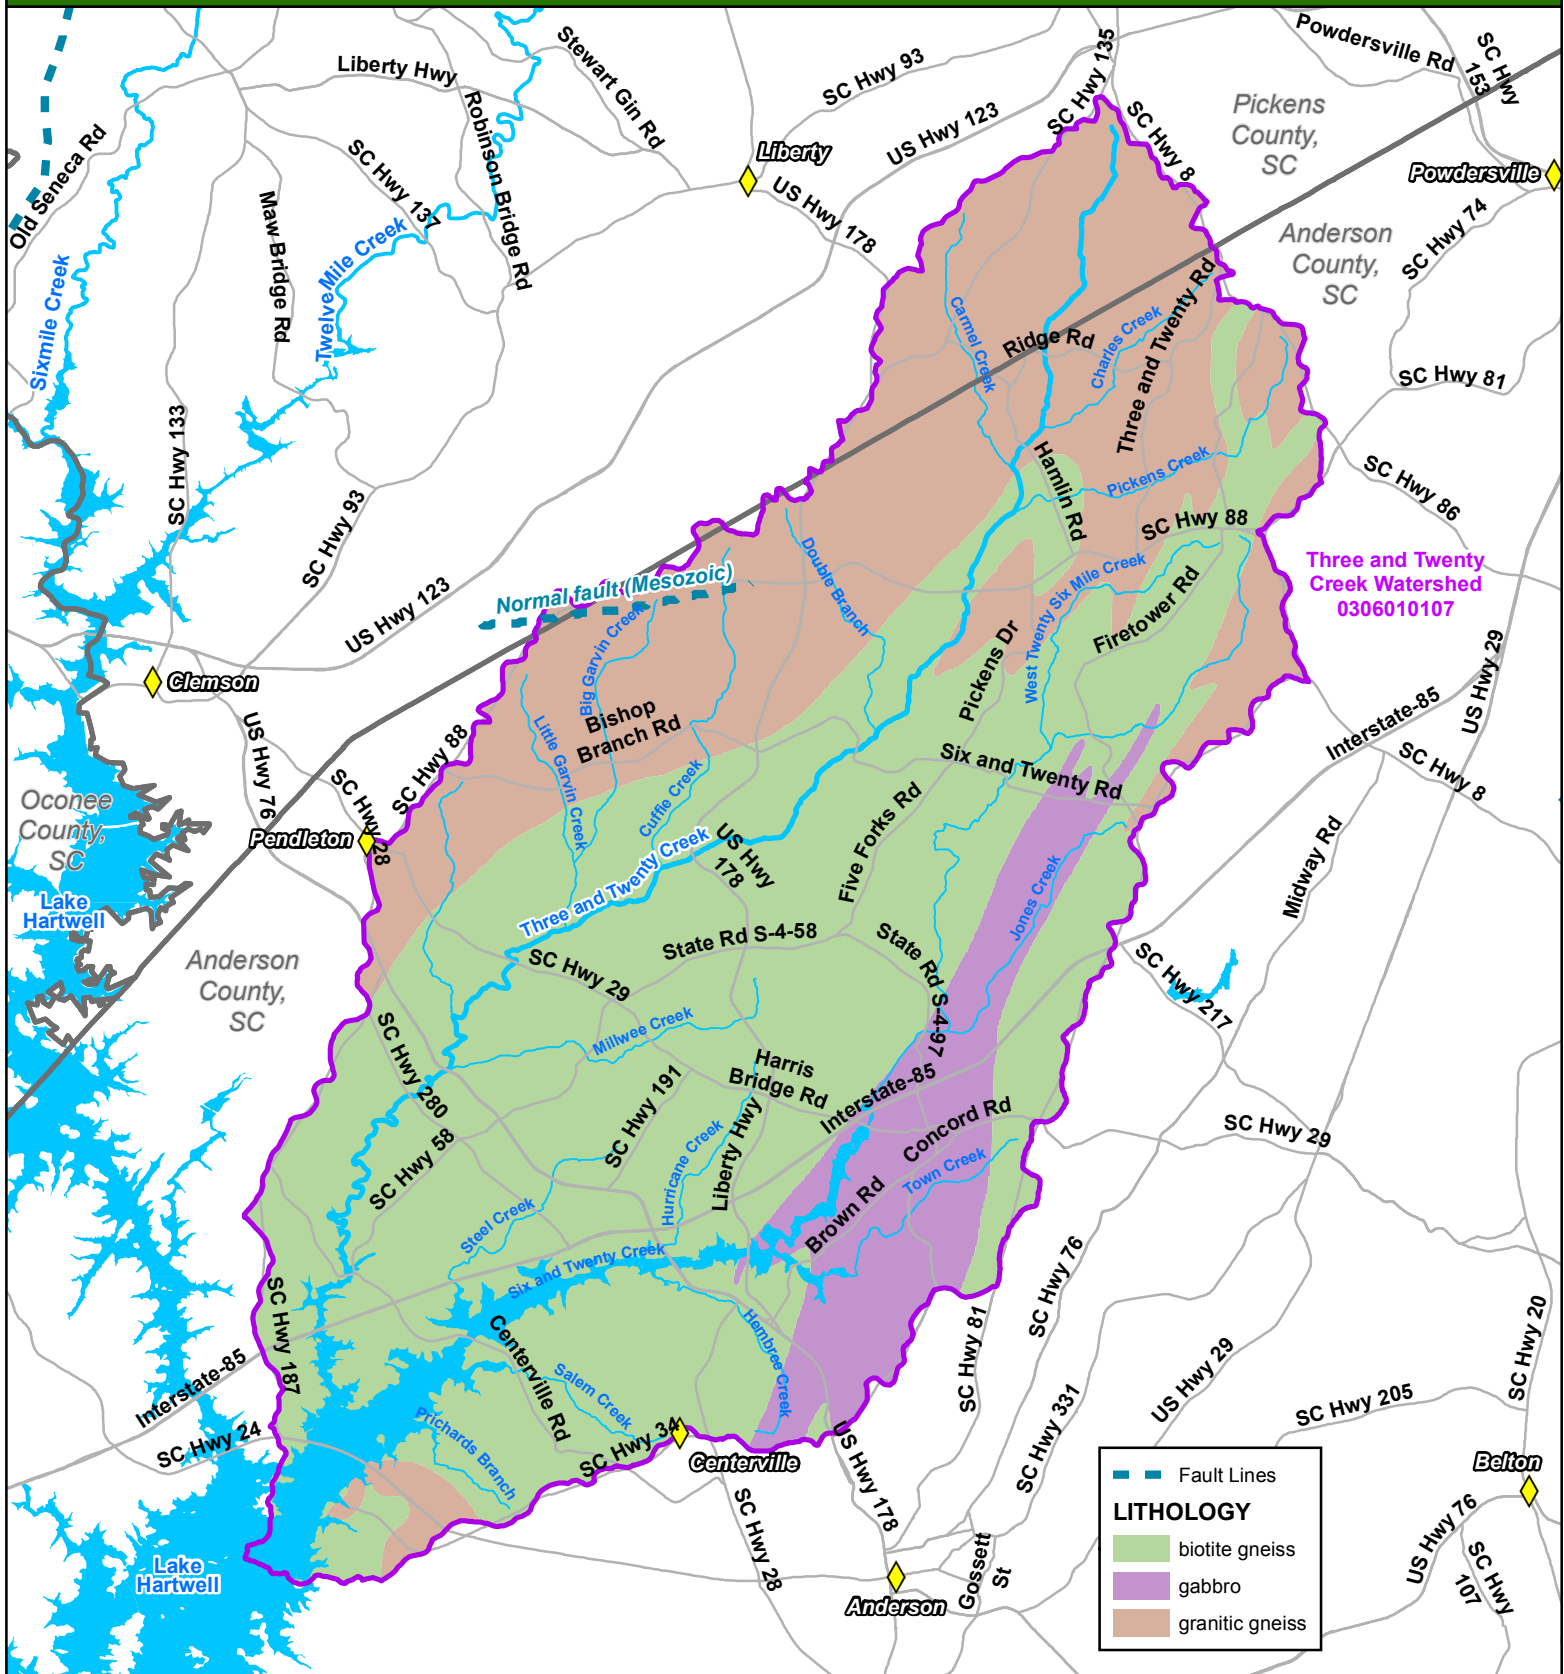 Liberty Hwy
Stewart Gin Rd
SC Hwy 93
SC Hwy 135
Powdersville Rd
SC Hwy
153
Robinson Bridge Rd
US Hwy 123
Pickens
County,
SC
SC Hwy 8
Old Seneca Rd
SC Hwy 137
Liberty
Powdersville
US Hwy 178
Maw Bridge Rd
Twelve Mile Creek
Sixmile Creek
Anderson
County,
SC
SC Hwy 74
Carmel Creek
Ridge Rd
Charles Creek
Three and Twenty Rd
SC Hwy 81
SC Hwy 133
SC Hwy 93
Hamlin Rd
Pickens Creek
SC Hwy 86
SC Hwy 88
Double Branch
Normal fault (Mesozoic)
US Hwy 123
Big Garvin Creek
West Twenty Six Mile Creek
Firetower Rd
Three and Twenty
Creek Watershed
0306010107
Pickens Dr
Clemson
US Hwy 29
Interstate-85
US Hwy 76
SC Hwy 88
Little Garvin Creek
Bishop
Branch Rd
Six and Twenty Rd
SC Hwy 8
Oconee
County,
SC
SC Hwy 28
Pendleton
Cuffie Creek
US Hwy
178
Five Forks Rd
Midway Rd
Lake
Hartwell
Three and Twenty Creek
Jones Creek
State Rd S-4-58
State Rd S-4-97
SC Hwy 29
SC Hwy 217
Anderson
County,
SC
SC Hwy 280
Millwee Creek
Harris
Bridge Rd
SC Hwy 191
Interstate-85
Concord Rd
SC Hwy 29
SC Hwy 58
Hurricane Creek
Liberty Hwy
Town Creek
Brown Rd
Steel Creek
Six and Twenty Creek
SC Hwy 76
SC Hwy 187
Centerville Rd
Hembree Creek
SC Hwy 81
SC Hwy 20
Interstate-85
Salem Creek
US Hwy 29
SC Hwy 331
SC Hwy 205
SC Hwy 24
Prichards Branch
SC Hwy 34
Centerville
US Hwy 178
SC Hwy 28
Belton
US Hwy 76
SC Hwy
107
Gossett
St
Anderson
Lake
Hartwell
Fault Lines
LITHOLOGY
biotite gneiss
gabbro
granitic gneiss